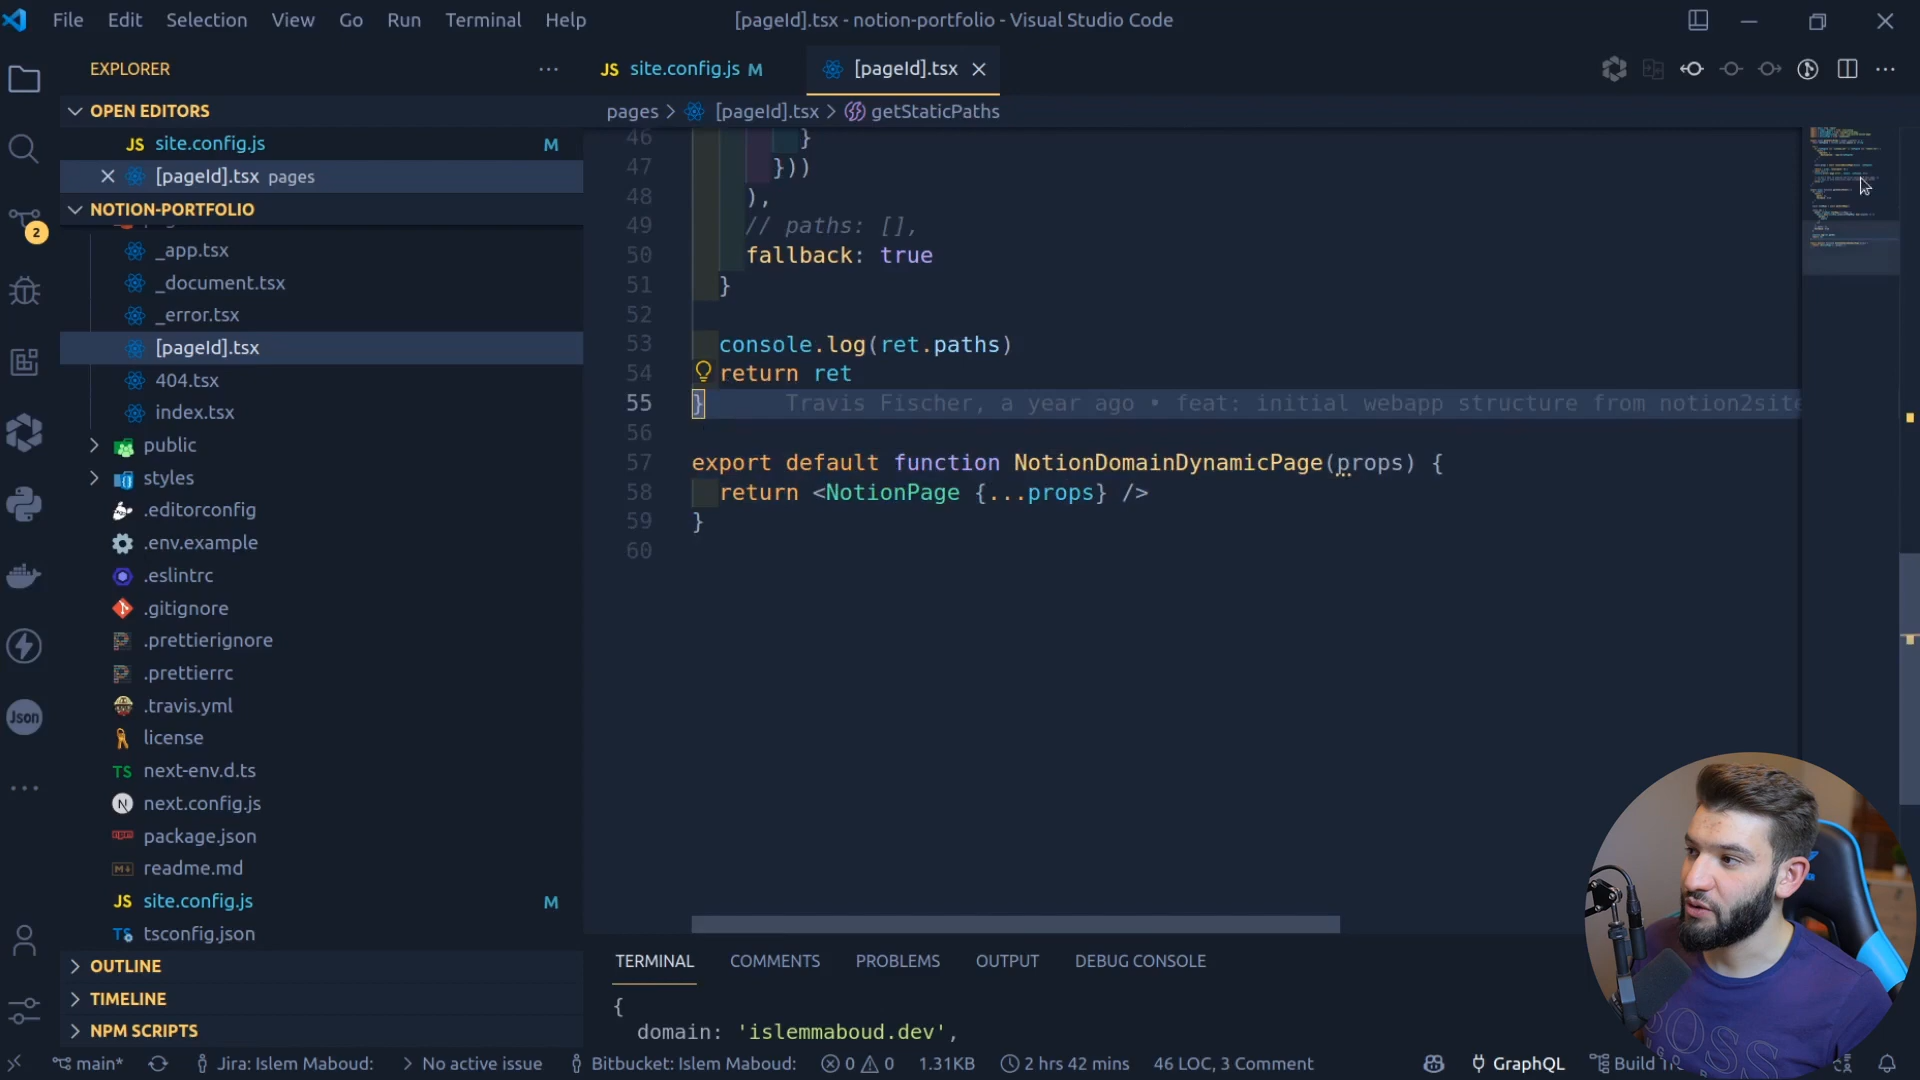 File Edit Selection View Go Run Terminal Help
[pageId].tsx - notion-portfolio - Visual Studio Code
EXPLORER
OPEN EDITORS
JS site.config.js M
[pageId].tsx pages
NOTION-PORTFOLIO
2
_app.tsx
_document.tsx
_error.tsx
[pageId].tsx
404.tsx
index.tsx
public
styles
.editorconfig
.env.example
.eslintrc
.gitignore
.prettierignore
.prettierrc
.travis.yml
license
TS next-env.d.ts
N next.config.js
package.json
readme.md
JS site.config.js M
TS tsconfig.json
Json
OUTLINE
TIMELINE
NPM SCRIPTS
JS site.config.js M [pageId].tsx
pages > [pageId].tsx > getStaticPaths
46 }
47 }))
48 ),
49 // paths: [],
50 fallback: true
51 }
52
53 console.log(ret.paths)
54 return ret
55 } Travis Fischer, a year ago • feat: initial webapp structure from notion2site
56
57 export default function NotionDomainDynamicPage(props) {
58 return <NotionPage {...props} />
59 }
60
TERMINAL COMMENTS PROBLEMS OUTPUT DEBUG CONSOLE
{
domain: 'islemmaboud.dev',
main* Jira: Islem Maboud: > No active issue Bitbucket: Islem Maboud: 0 0 1.31KB 2 hrs 42 mins 46 LOC, 3 Comment GraphQL Build